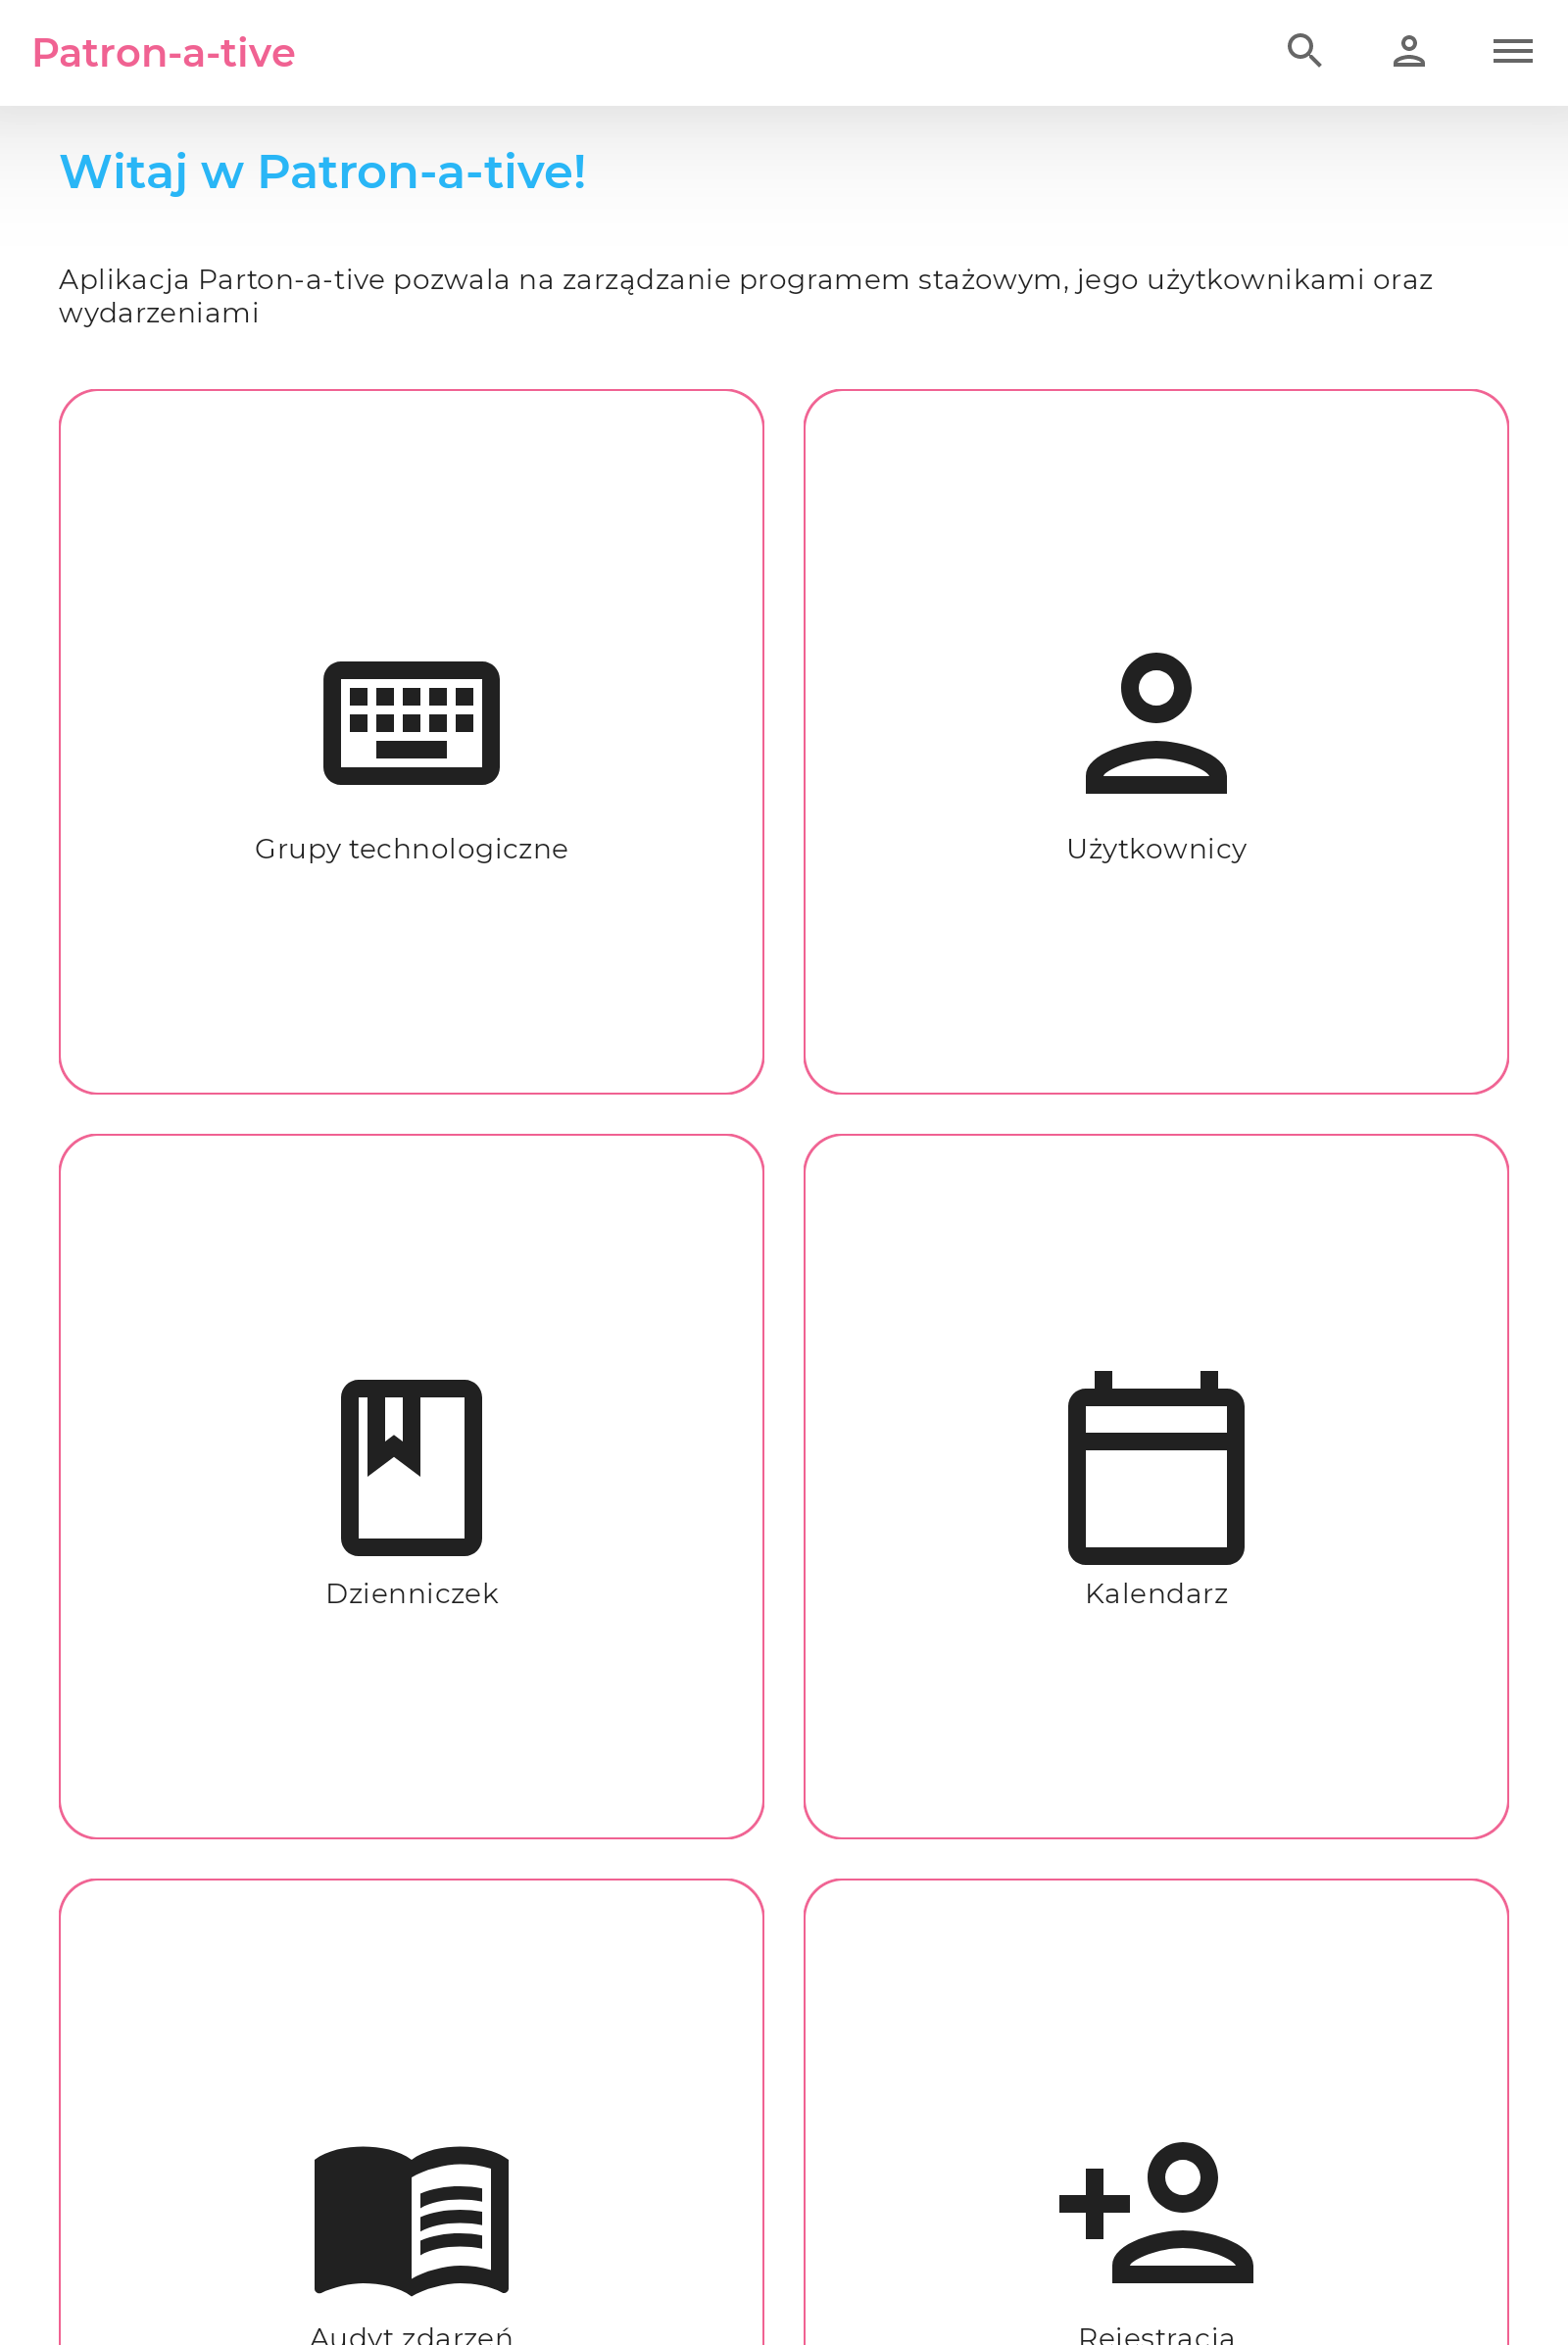 Patron-a-tive
Witaj w Patron-a-tive!
Aplikacja Parton-a-tive pozwala na zarządzanie programem stażowym, jego użytkownikami oraz
wydarzeniami
Grupy technologiczne
Użytkownicy
Dzienniczek
Kalendarz
Audyt zdarzeń
Rejestracja